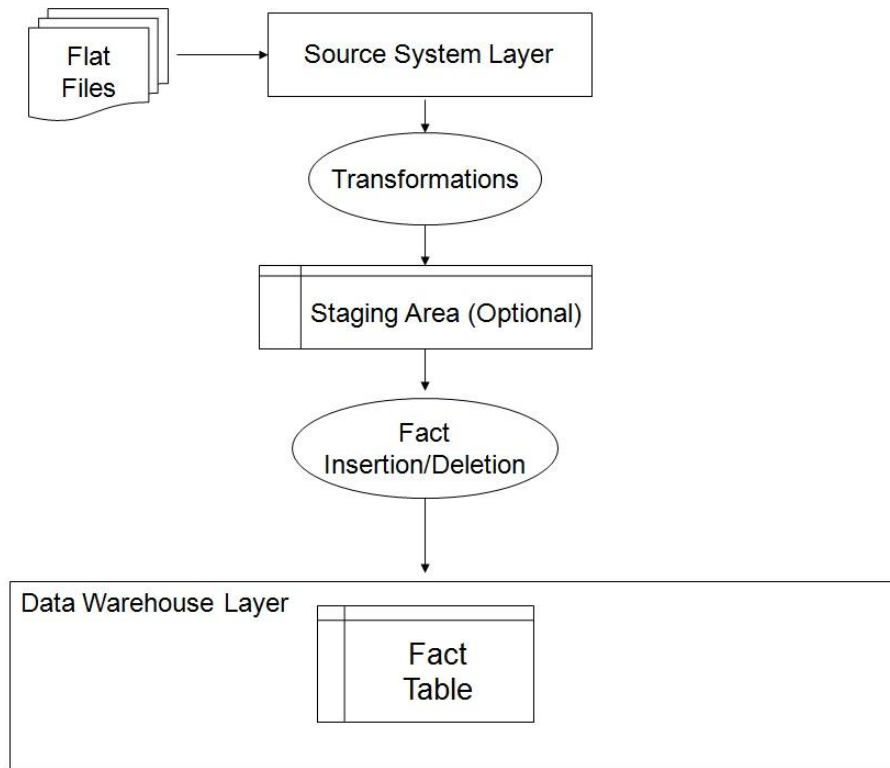 Flat
Files
Source System Layer
Transformations
Staging Area (Optional)
Fact
Insertion/Deletion
Data Warehouse Layer
Fact
Table